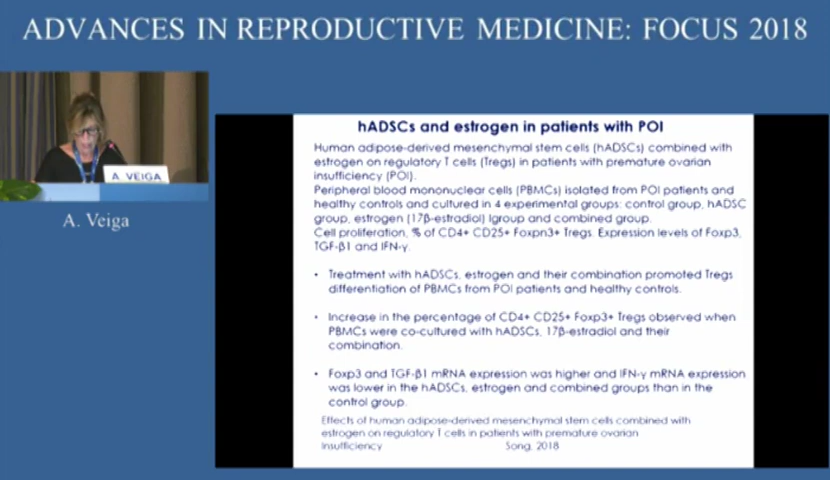 ADVANCES IN REPRODUCTIVE MEDICINE: FOCUS 2018
A. VEIGA
A. Veiga
hADSCs and estrogen in patients with POI
Human adipose-derived mesenchymal stem cells (hADSCs) combined with
estrogen on regulatory T cells (Tregs) in patients with premature ovarian
insufficiency (POI).
Peripheral blood mononuclear cells (PBMCs) isolated from POI patients and
healthy controls and cultured in 4 experimental groups: control group, hADSC
group, estrogen (17β-estradiol) lgroup and combined group.
Cell proliferation, % of CD4+ CD25+ Foxpn3+ Tregs. Expression levels of Foxp3,
TGF-β1 and IFN-γ.
• Treatment with hADSCs, estrogen and their combination promoted Tregs
differentiation of PBMCs from POI patients and healthy controls.
• Increase in the percentage of CD4+ CD25+ Foxp3+ Tregs observed when
PBMCs were co-cultured with hADSCs, 17β-estradiol and their
combination.
• Foxp3 and TGF-β1 mRNA expression was higher and IFN-γ mRNA expression
was lower in the hADSCs, estrogen and combined groups than in the
control group.
Effects of human adipose-derived mesenchymal stem cells combined with
estrogen on regulatory T cells in patients with premature ovarian
Insufficiency Song, 2018